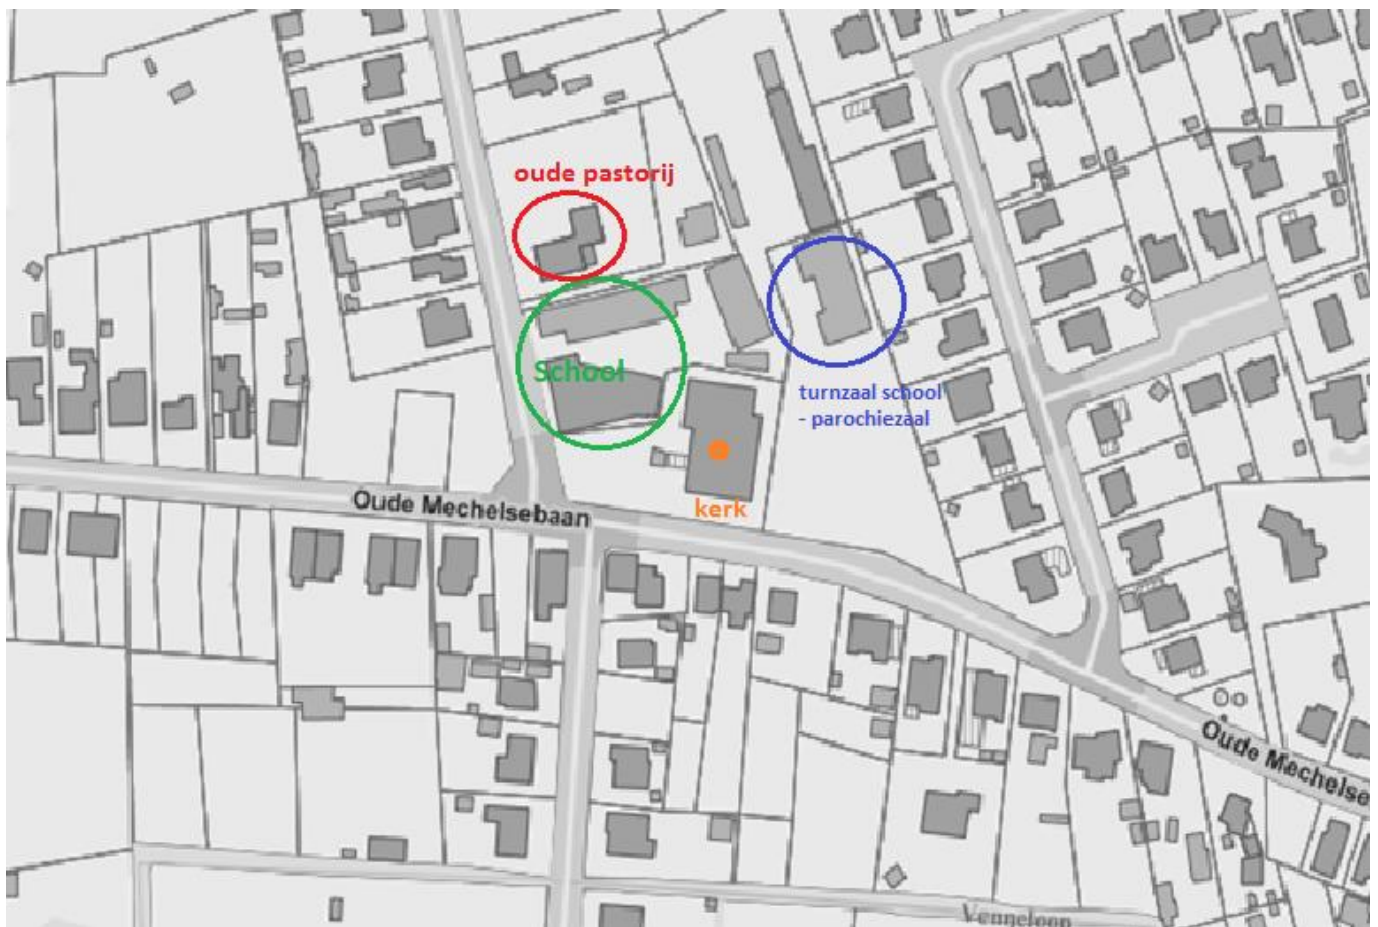 oude pastorij
School
turnzaal school
- parochiezaal
Oude Mechelsebaan
kerk
Oude Mechelse
Venneloop